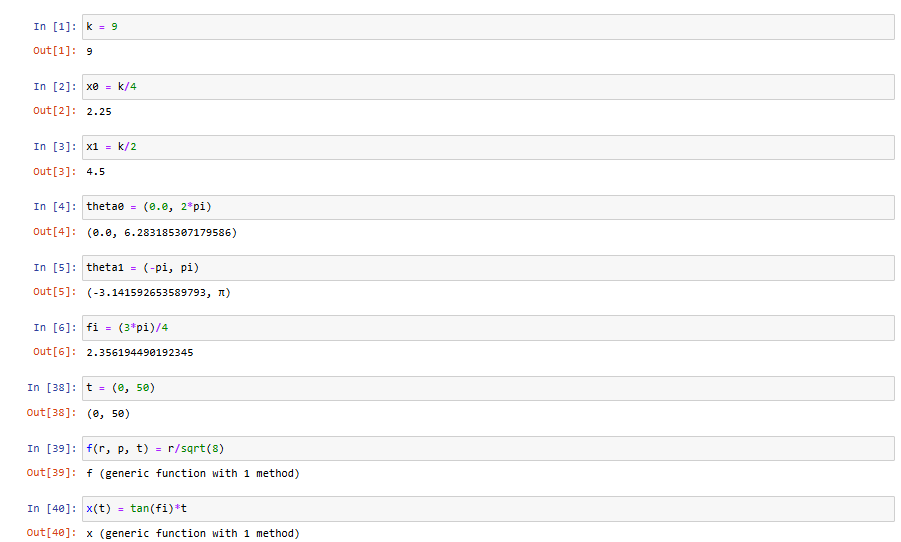 In [1]: k = 9
Out[1]: 9
In [2]: x0 = k/4
Out[2]: 2.25
In [3]: x1 = k/2
Out[3]: 4.5
In [4]: theta0 = (0.0, 2*pi)
Out[4]: (0.0, 6.283185307179586)
In [5]: theta1 = (-pi, pi)
Out[5]: (-3.141592653589793, π)
In [6]: fi = (3*pi)/4
Out[6]: 2.356194490192345
In [38]: t = (0, 50)
Out[38]: (0, 50)
In [39]: f(r, p, t) = r/sqrt(8)
Out[39]: f (generic function with 1 method)
In [40]: x(t) = tan(fi)*t
Out[40]: x (generic function with 1 method)